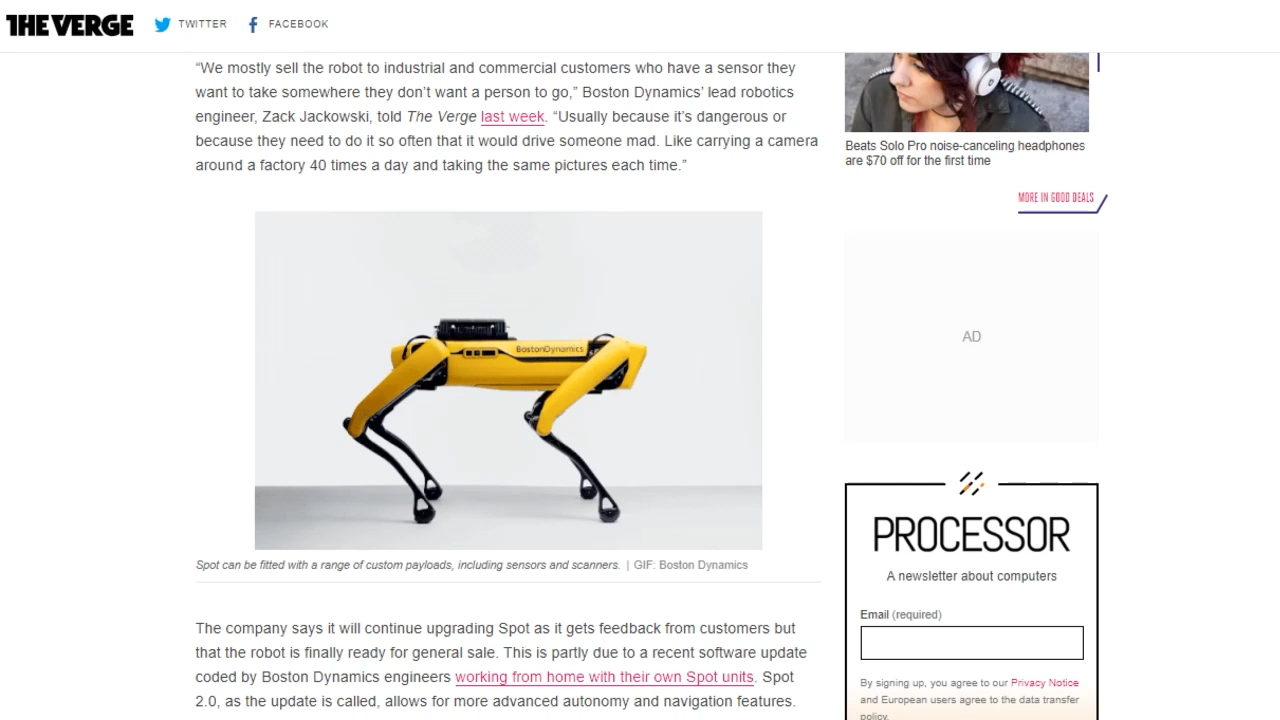 THE VERGE
TWITTER
FACEBOOK
“We mostly sell the robot to industrial and commercial customers who have a sensor they
want to take somewhere they don’t want a person to go,” Boston Dynamics’ lead robotics
engineer, Zack Jackowski, told The Verge last week. “Usually because it’s dangerous or
because they need to do it so often that it would drive someone mad. Like carrying a camera
around a factory 40 times a day and taking the same pictures each time.”
BostonDynamics
Spot can be fitted with a range of custom payloads, including sensors and scanners. | GIF: Boston Dynamics
The company says it will continue upgrading Spot as it gets feedback from customers but
that the robot is finally ready for general sale. This is partly due to a recent software update
coded by Boston Dynamics engineers working from home with their own Spot units. Spot
2.0, as the update is called, allows for more advanced autonomy and navigation features.
Beats Solo Pro noise-canceling headphones
are $70 off for the first time
MORE IN GOOD DEALS
AD
PROCESSOR
A newsletter about computers
Email (required)
By signing up, you agree to our Privacy Notice
and European users agree to the data transfer
policy.